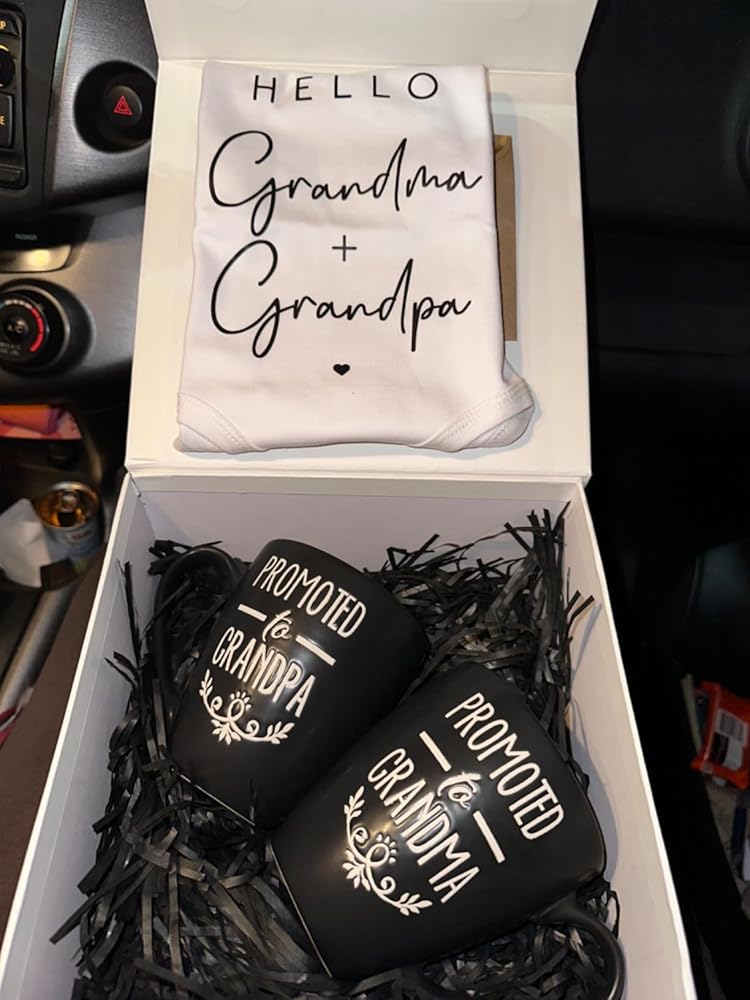 HELLO
Grandma
+
Grandpa
PROMOTED
to
GRANDPA
PROMOTED
to
GRANDMA